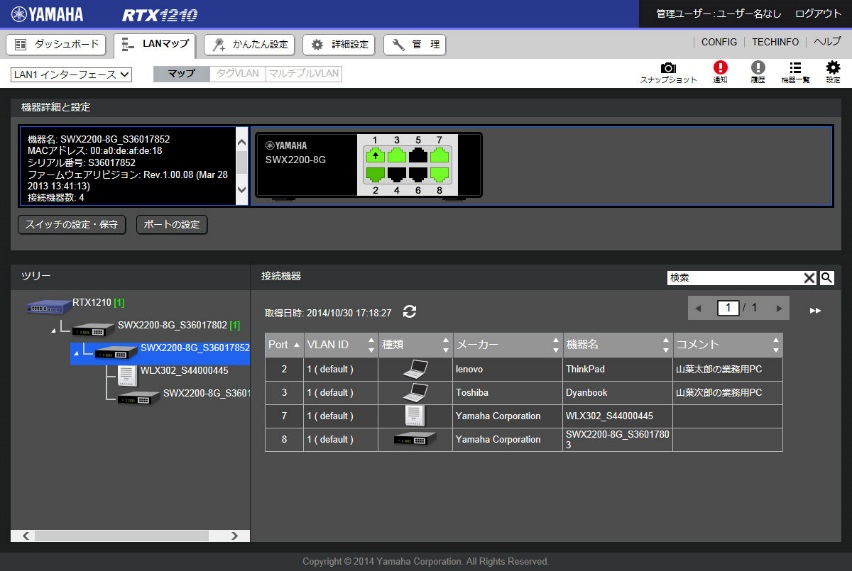 YAMAHA RTX1210 管理ユーザー:ユーザー名なし ログアウト
ダッシュボード LANマップ かんたん設定 詳細設定 管 理 CONFIG TECHINFO ヘルプ
LAN1 インターフェース マップ タグVLAN マルチプルVLAN スナップショット 通知 履歴 機器一覧 設定
機器詳細と設定
機器名: SWX2200-8G_S36017852
MACアドレス: 00:a0:de:af:de:18
シリアル番号: S36017852
ファームウェアリビジョン: Rev.1.00.08 (Mar 28
2013 13:41:13)
接続機器数: 4
YAMAHA
SWX2200-8G
1 3 5 7
2 4 6 8
スイッチの設定・保守 ポートの設定
ツリー
RTX1210 [1]
SWX2200-8G_S36017802 [1]
SWX2200-8G_S36017852
WLX302_S44000445
SWX2200-8G_S3601
接続機器 検索
取得日時: 2014/10/30 17:18:27 1 / 1
Port VLAN ID 種類 メーカー 機器名 コメント
2 1 ( default ) lenovo ThinkPad 山葉太郎の業務用PC
3 1 ( default ) Toshiba Dyanbook 山葉次郎の業務用PC
7 1 ( default ) Yamaha Corporation WLX302_S44000445
8 1 ( default ) Yamaha Corporation SWX2200-8G_S3601780
3
Copyright © 2014 Yamaha Corporation. All Rights Reserved.